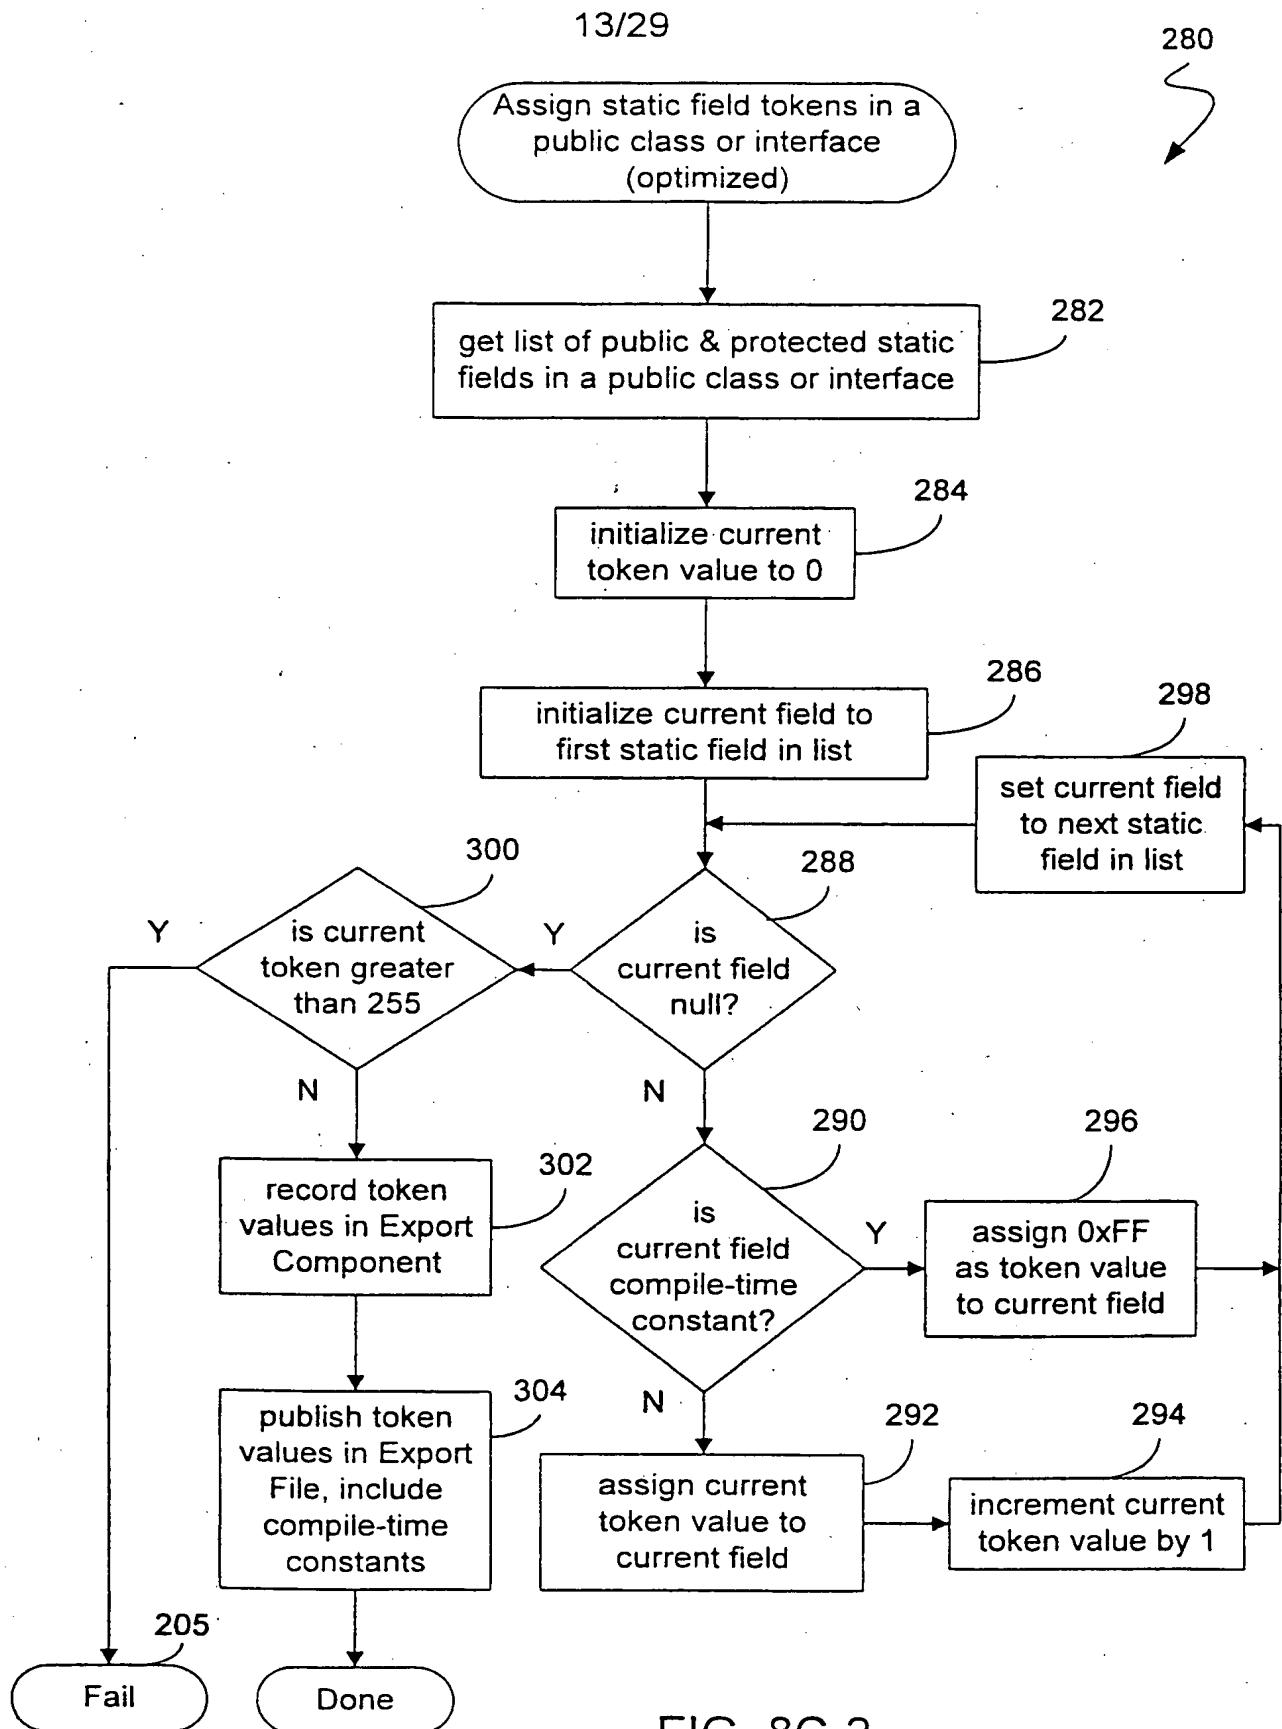 13/29
280
Assign static field tokens in a
public class or interface
(optimized)
282
get list of public & protected static
fields in a public class or interface
284
initialize current
token value to 0
286
initialize current field to
first static field in list
298
set current field
to next static
field in list
300
is current
token greater
than 255
Y
N
288
is
current field
null?
Y
N
290
is
current field
compile-time
constant?
Y
N
296
assign 0xFF
as token value
to current field
302
record token
values in Export
Component
304
publish token
values in Export
File, include
compile-time
constants
292
assign current
token value to
current field
294
increment current
token value by 1
205
Fail
Done
FIG. 8C-2